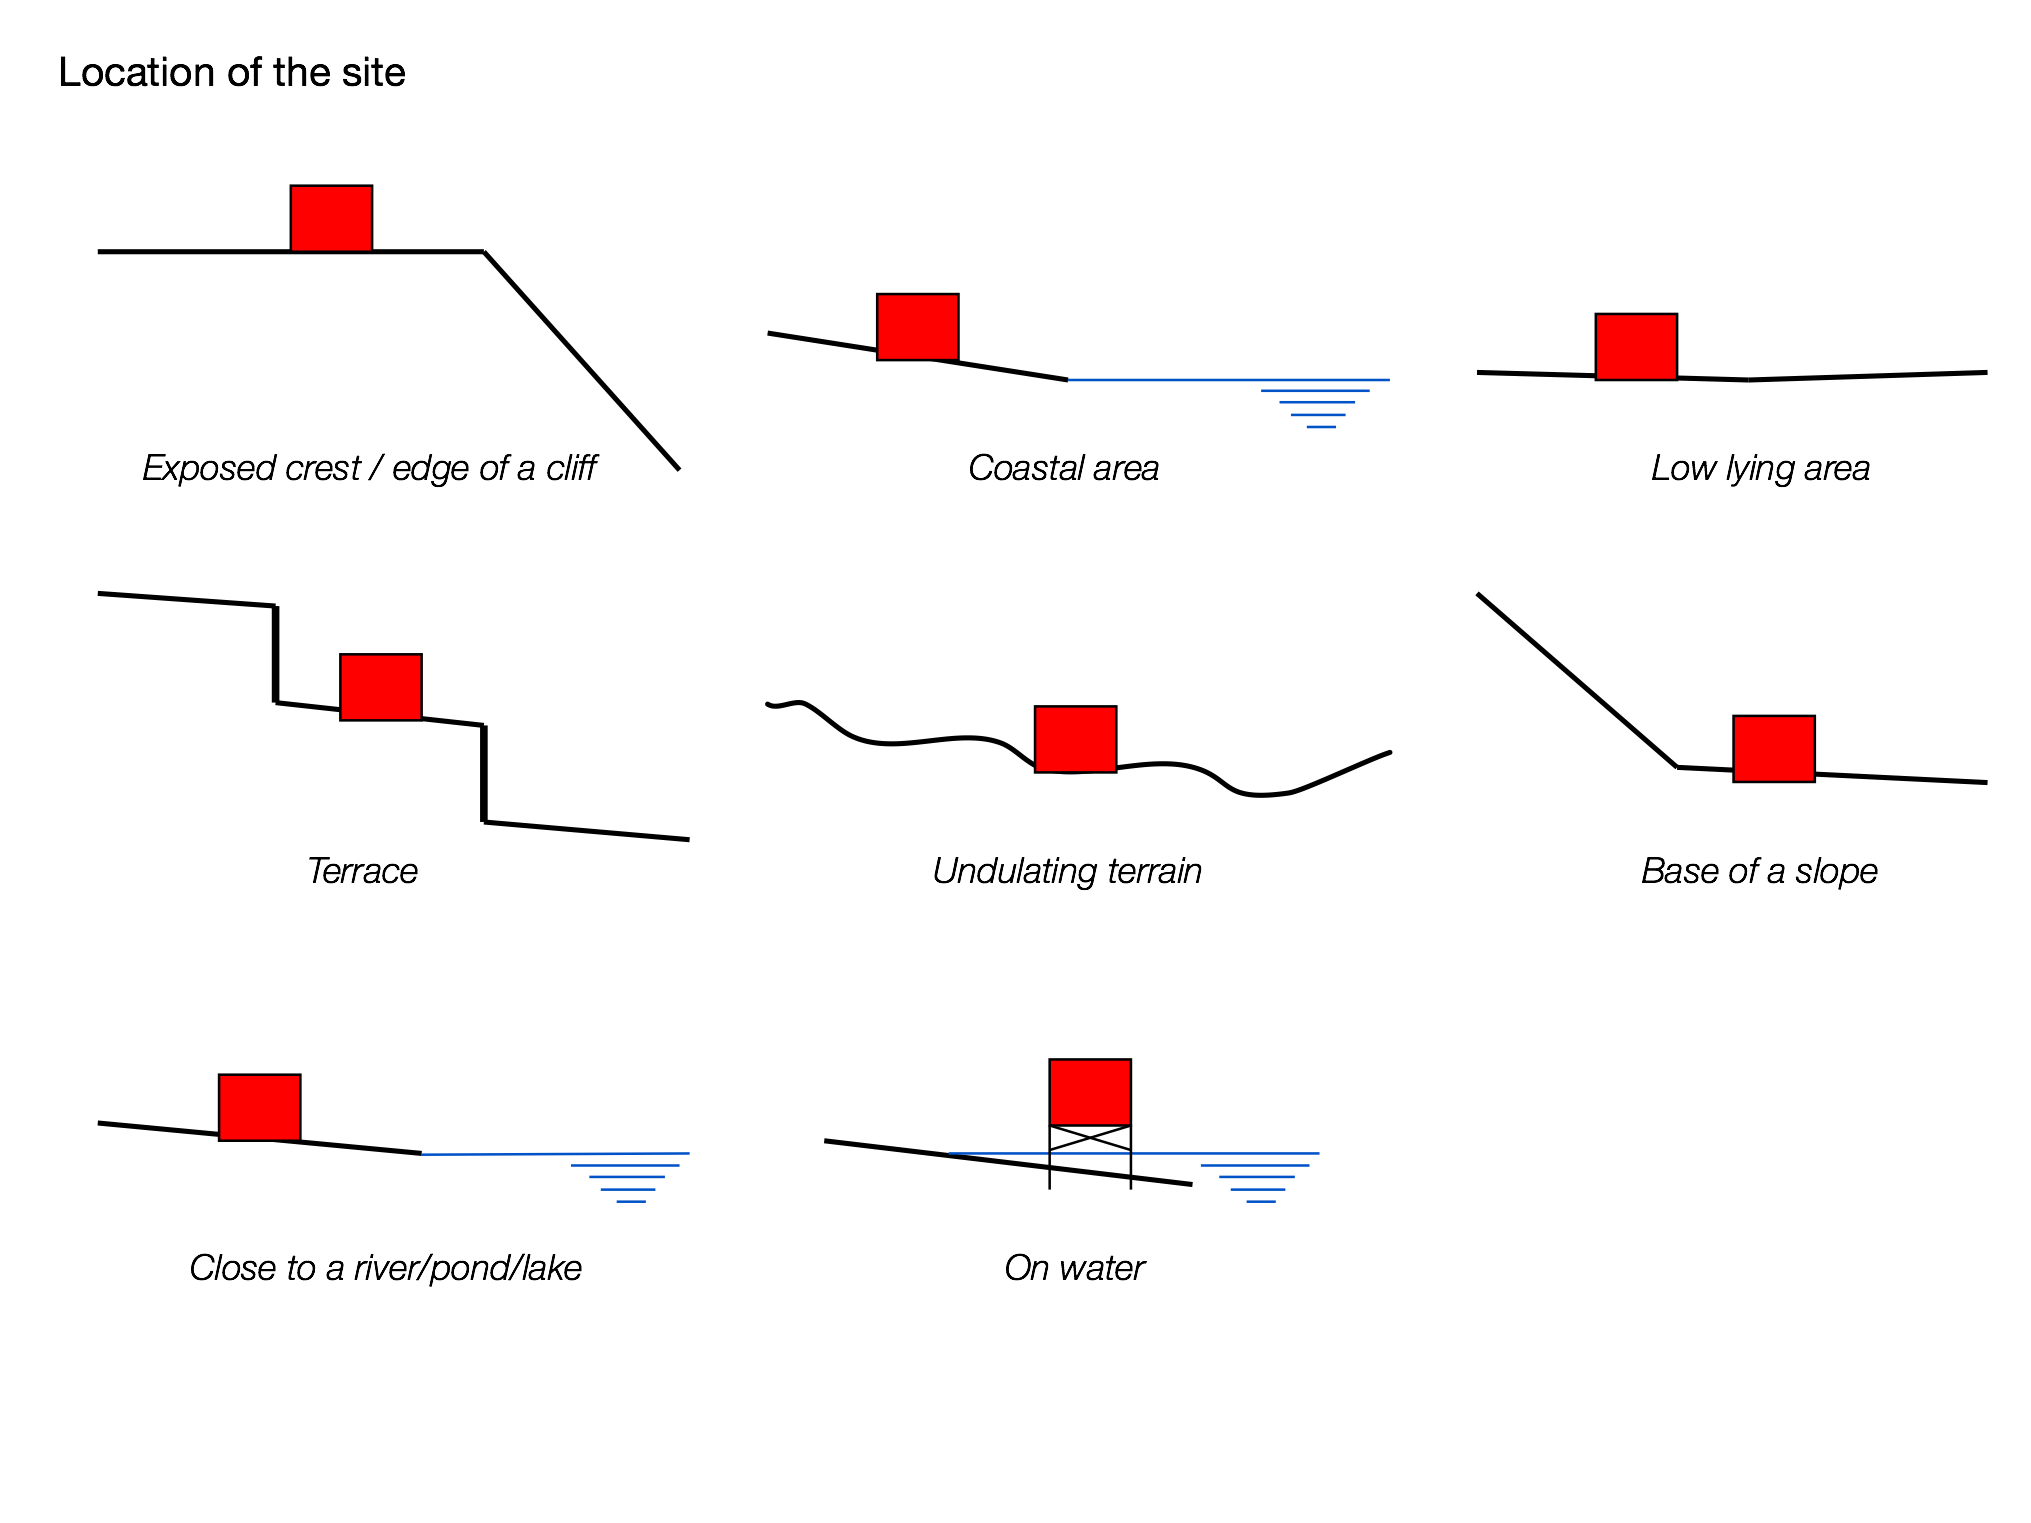 Location of the site
Exposed crest / edge of a cliff
Coastal area
Low lying area
Terrace
Undulating terrain
Base of a slope
Close to a river/pond/lake
On water